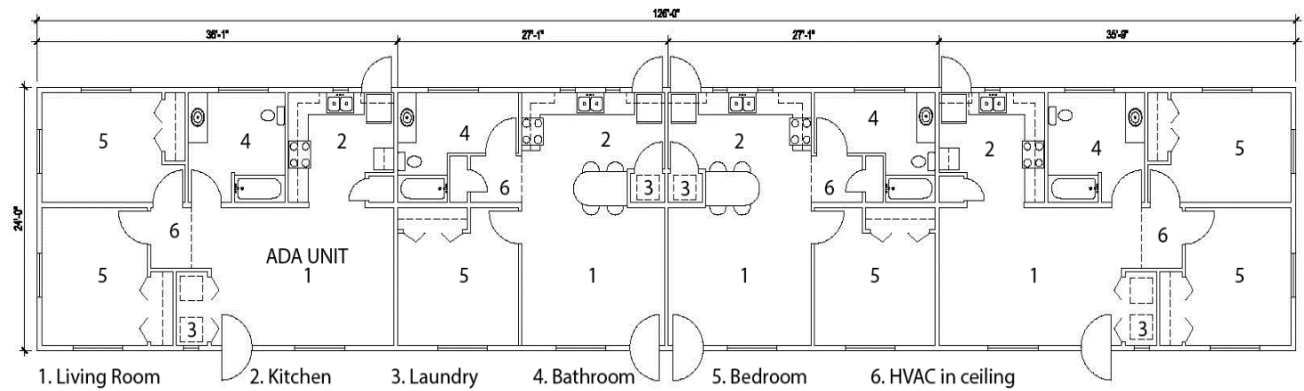 126'-0"
36'-1" 27'-1" 27'-1" 35'-9"
24'-0"
5 4 2 4 2 2 4 2 4 5
6 3 3 6
6 ADA UNIT 6
5 1 5 1 1 5 1 5
3 3
1. Living Room 2. Kitchen 3. Laundry 4. Bathroom 5. Bedroom 6. HVAC in ceiling